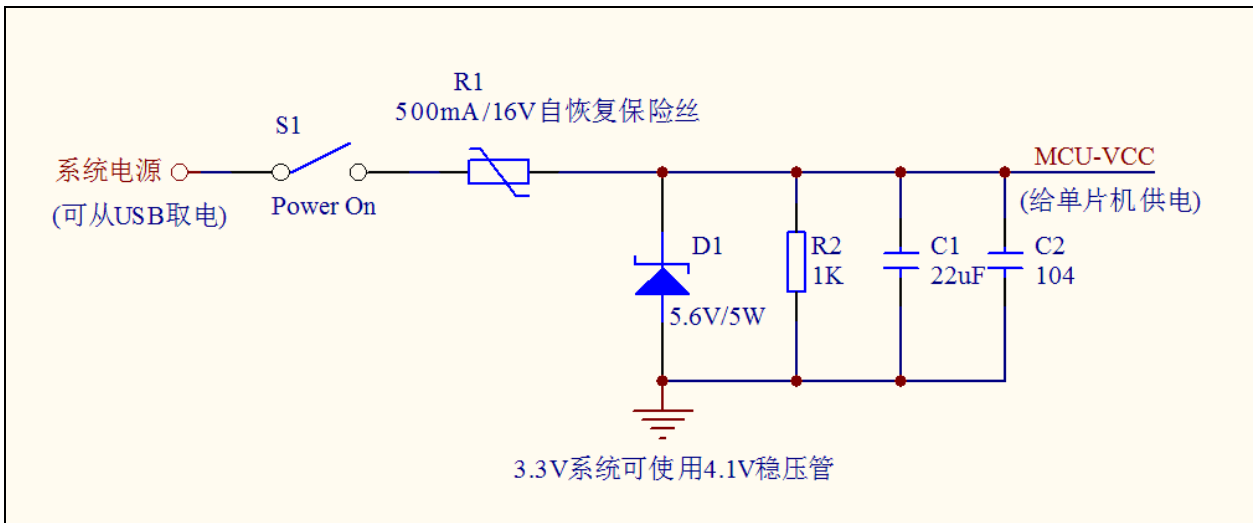 R1
500mA/16V自恢复保险丝
S1
系统电源
MCU-VCC
(可从USB取电)
Power On
(给单片机供电)
D1
R2
C1
C2
1K
22uF
104
5.6V/5W
3.3V系统可使用4.1V稳压管